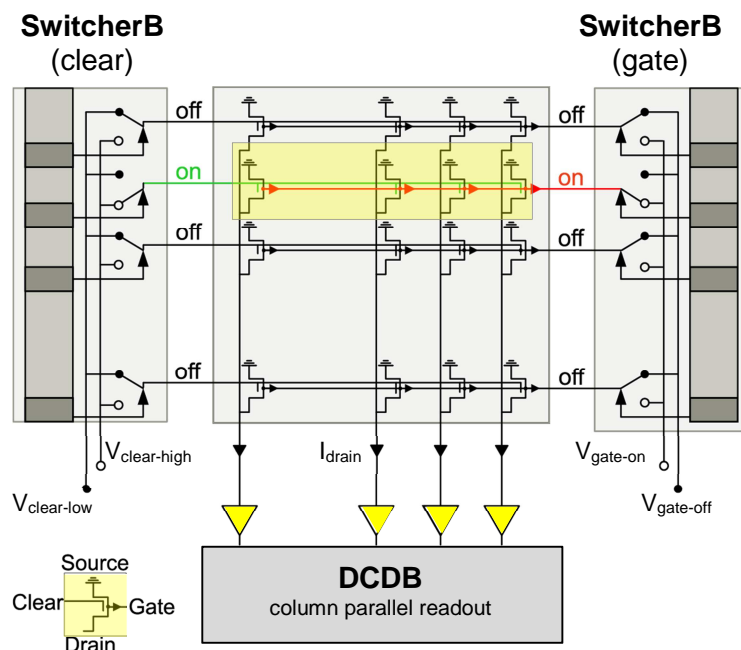 SwitcherB
(clear)
SwitcherB
(gate)
off
off
on
on
off
off
off
off
Vclear-high
Idrain
Vgate-on
Vclear-low
Vgate-off
Source
Clear
Gate
Drain
DCDB
column parallel readout